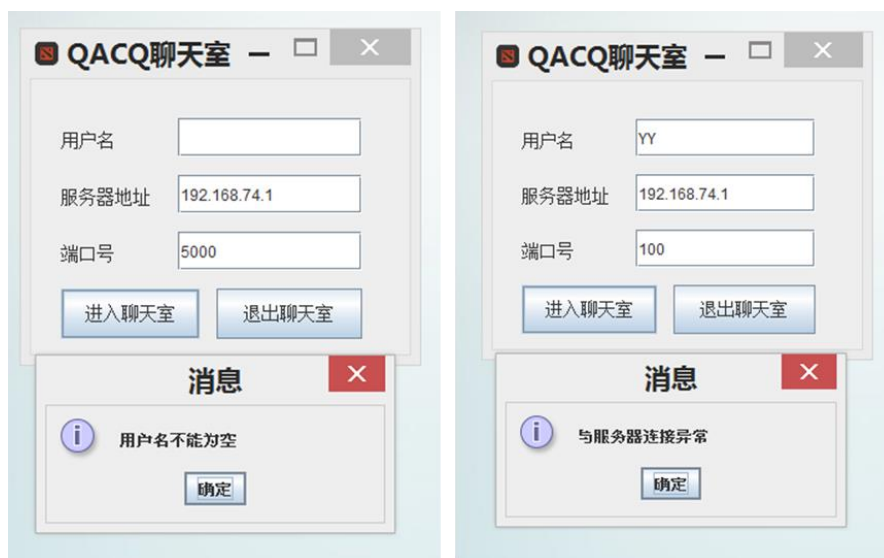 QACQ聊天室
用户名
服务器地址 192.168.74.1
端口号 5000
进入聊天室 退出聊天室
消息
用户名不能为空
确定
QACQ聊天室
用户名 YY
服务器地址 192.168.74.1
端口号 100
进入聊天室 退出聊天室
消息
与服务器连接异常
确定